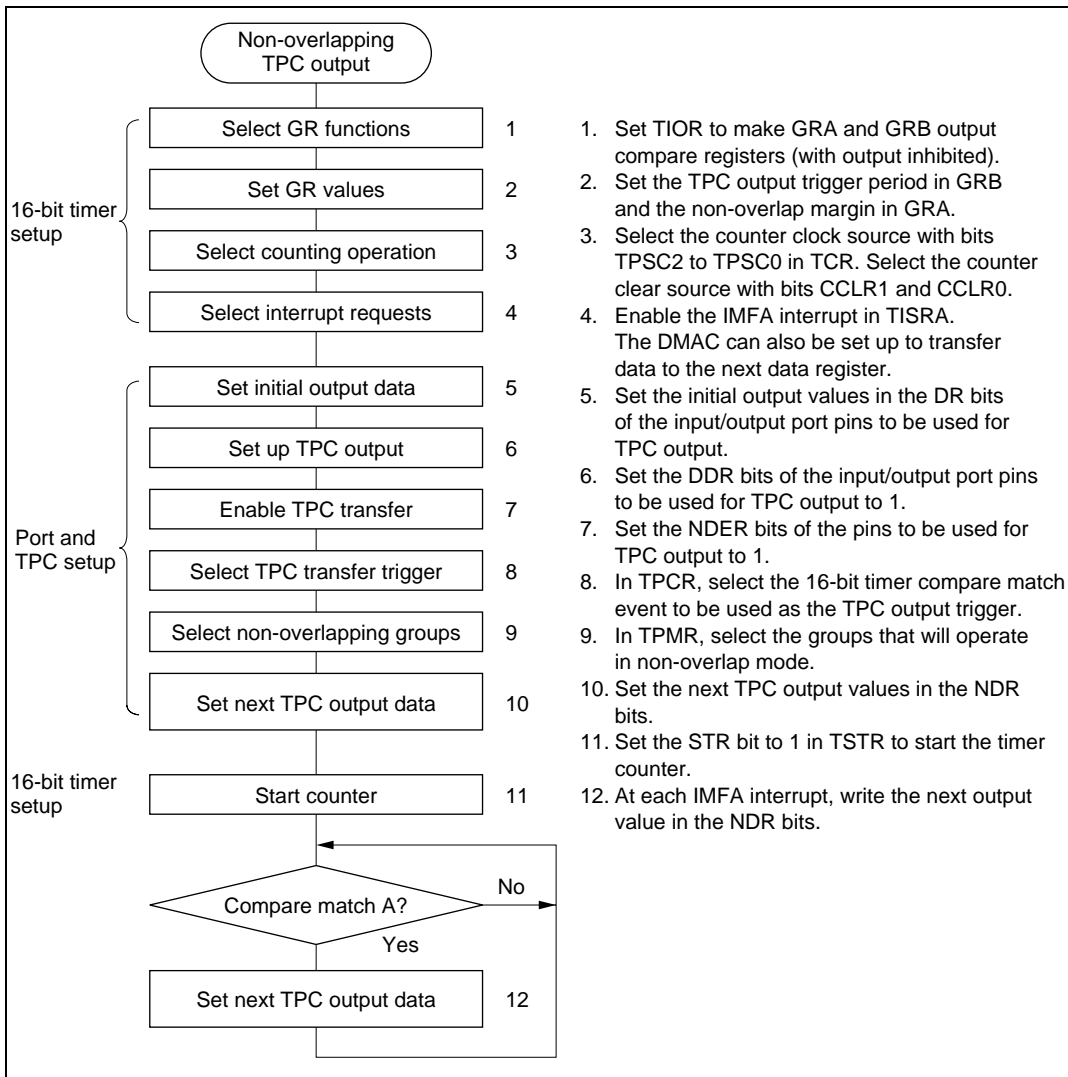 Non-overlapping
TPC output
16-bit timer
setup
Select GR functions 1
Set GR values 2
Select counting operation 3
Select interrupt requests 4
Port and
TPC setup
Set initial output data 5
Set up TPC output 6
Enable TPC transfer 7
Select TPC transfer trigger 8
Select non-overlapping groups 9
Set next TPC output data 10
16-bit timer
setup
Start counter 11
Compare match A?
No
Yes
Set next TPC output data 12
1. Set TIOR to make GRA and GRB output
compare registers (with output inhibited).
2. Set the TPC output trigger period in GRB
and the non-overlap margin in GRA.
3. Select the counter clock source with bits
TPSC2 to TPSC0 in TCR. Select the counter
clear source with bits CCLR1 and CCLR0.
4. Enable the IMFA interrupt in TISRA.
The DMAC can also be set up to transfer
data to the next data register.
5. Set the initial output values in the DR bits
of the input/output port pins to be used for
TPC output.
6. Set the DDR bits of the input/output port pins
to be used for TPC output to 1.
7. Set the NDER bits of the pins to be used for
TPC output to 1.
8. In TPCR, select the 16-bit timer compare match
event to be used as the TPC output trigger.
9. In TPMR, select the groups that will operate
in non-overlap mode.
10. Set the next TPC output values in the NDR
bits.
11. Set the STR bit to 1 in TSTR to start the timer
counter.
12. At each IMFA interrupt, write the next output
value in the NDR bits.